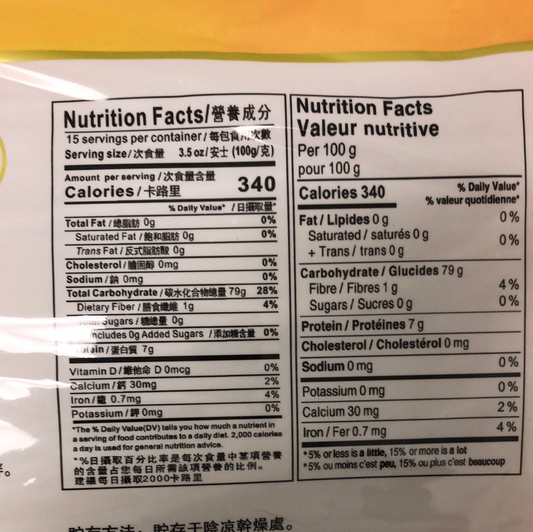 Nutrition Facts/營養成分
15 servings per container / 每包食用次數
Serving size/次食量 3.5 oz/安士 (100g/克)
Amount per serving / 次食量含量
Calories / 卡路里 340
% Daily Value* / 日攝取量*
Total Fat / 總脂肪 0g 0%
Saturated Fat / 飽和脂肪 0g 0%
Trans Fat / 反式脂肪酸 0g
Cholesterol / 膽固醇 0mg 0%
Sodium / 鈉 0mg 0%
Total Carbohydrate / 碳水化合物總量 79g 28%
Dietary Fiber / 膳食纖維 1g 4%
Total Sugars / 糖總量 0g
Includes 0g Added Sugars / 添加糖含量 0%
Protein / 蛋白質 7g
Vitamin D / 維他命 D 0mcg 0%
Calcium / 鈣 30mg 2%
Iron / 鐵 0.7mg 4%
Potassium / 鉀 0mg 0%
*The % Daily Value(DV) tells you how much a nutrient in
a serving of food contributes to a daily diet. 2,000 calories
a day is used for general nutrition advice.
*%日攝取百分比率是每次食量中某項營養
的含量占您每日所需該項營養的比例。
建議每日攝取2000卡路里
Nutrition Facts
Valeur nutritive
Per 100 g
pour 100 g
Calories 340
% Daily Value*
% valeur quotidienne*
Fat / Lipides 0 g 0 %
Saturated / saturés 0 g
+ Trans / trans 0 g 0 %
Carbohydrate / Glucides 79 g
Fibre / Fibres 1 g 4 %
Sugars / Sucres 0 g 0 %
Protein / Protéines 7 g
Cholesterol / Cholestérol 0 mg
Sodium 0 mg 0 %
Potassium 0 mg 0 %
Calcium 30 mg 2 %
Iron / Fer 0.7 mg 4 %
*5% or less is a little, 15% or more is a lot
*5% ou moins c'est peu, 15% ou plus c'est beaucoup
貯存方法：貯存于陰凉幹燥處。